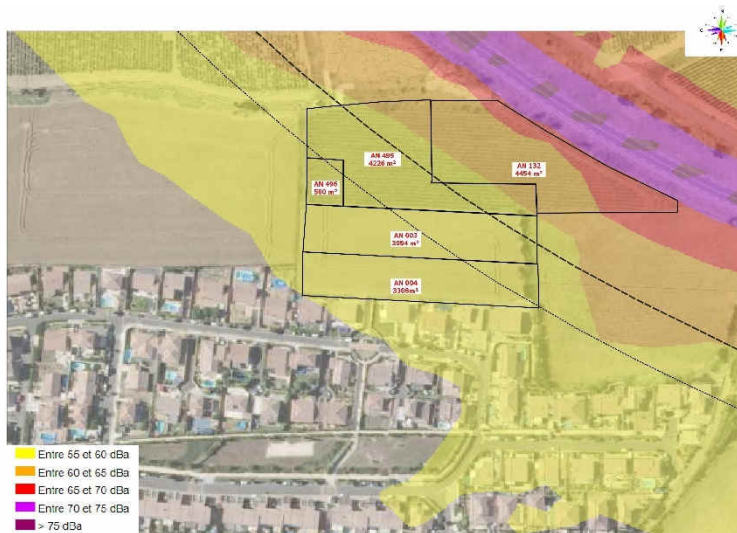 AN 495
4226 m²
AN 132
4454 m²
AN 496
500 m²
AN 003
3994 m²
AN 004
3308m²
Entre 55 et 60 dBa
Entre 60 et 65 dBa
Entre 65 et 70 dBa
Entre 70 et 75 dBa
> 75 dBa